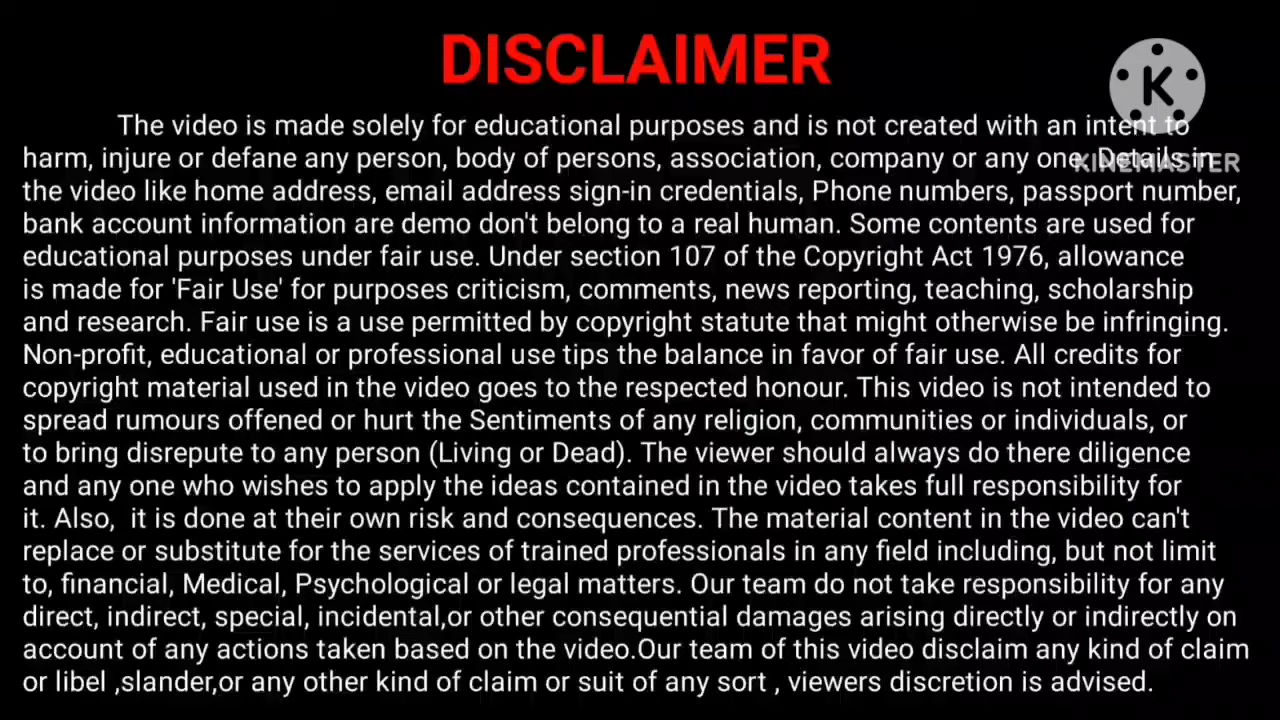 DISCLAIMER
The video is made solely for educational purposes and is not created with an intent to
harm, injure or defane any person, body of persons, association, company or any one. Details in
the video like home address, email address sign-in credentials, Phone numbers, passport number,
bank account information are demo don't belong to a real human. Some contents are used for
educational purposes under fair use. Under section 107 of the Copyright Act 1976, allowance
is made for 'Fair Use' for purposes criticism, comments, news reporting, teaching, scholarship
and research. Fair use is a use permitted by copyright statute that might otherwise be infringing.
Non-profit, educational or professional use tips the balance in favor of fair use. All credits for
copyright material used in the video goes to the respected honour. This video is not intended to
spread rumours offened or hurt the Sentiments of any religion, communities or individuals, or
to bring disrepute to any person (Living or Dead). The viewer should always do there diligence
and any one who wishes to apply the ideas contained in the video takes full responsibility for
it. Also,  it is done at their own risk and consequences. The material content in the video can't
replace or substitute for the services of trained professionals in any field including, but not limit
to, financial, Medical, Psychological or legal matters. Our team do not take responsibility for any
direct, indirect, special, incidental,or other consequential damages arising directly or indirectly on
account of any actions taken based on the video.Our team of this video disclaim any kind of claim
or libel ,slander,or any other kind of claim or suit of any sort , viewers discretion is advised.
K
KINEMASTER